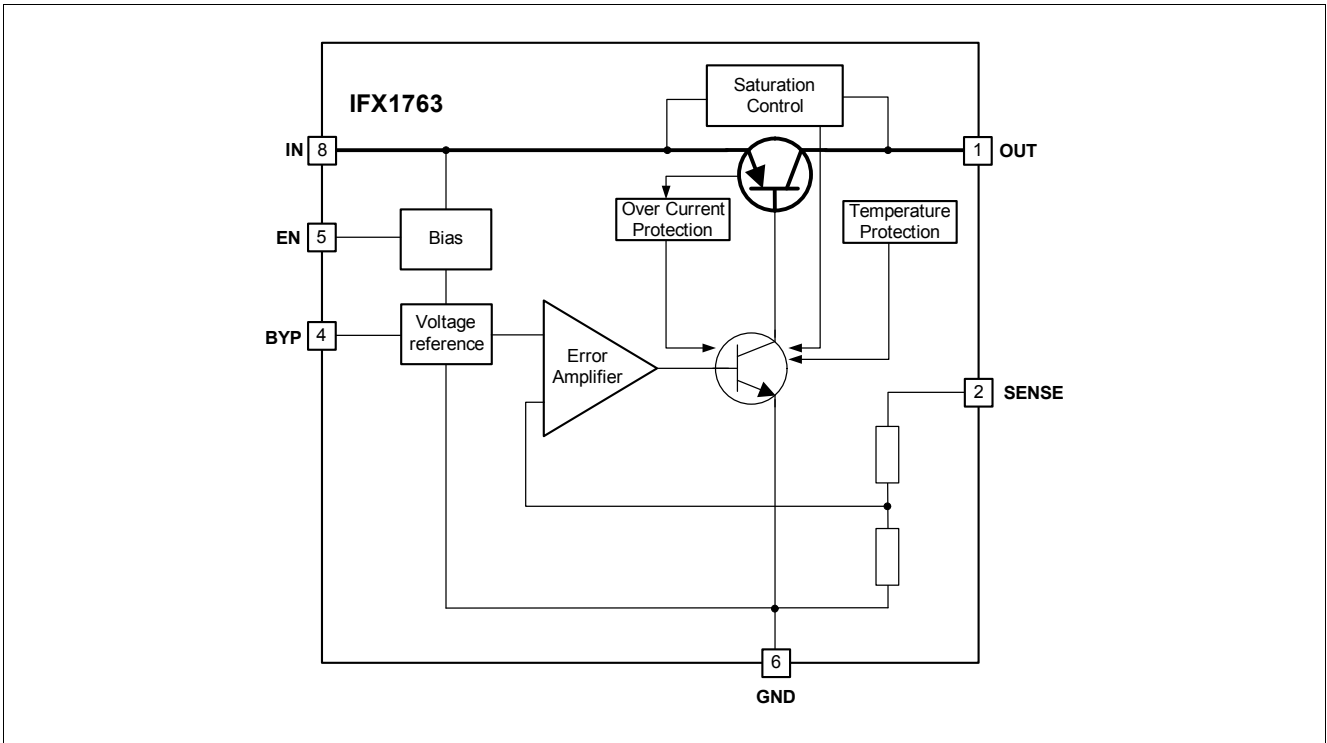 Saturation
Control
IFX1763
IN 8
1 OUT
Over Current
Protection
Temperature
Protection
EN 5
Bias
BYP 4
Voltage
reference
Error
Amplifier
2 SENSE
6
GND